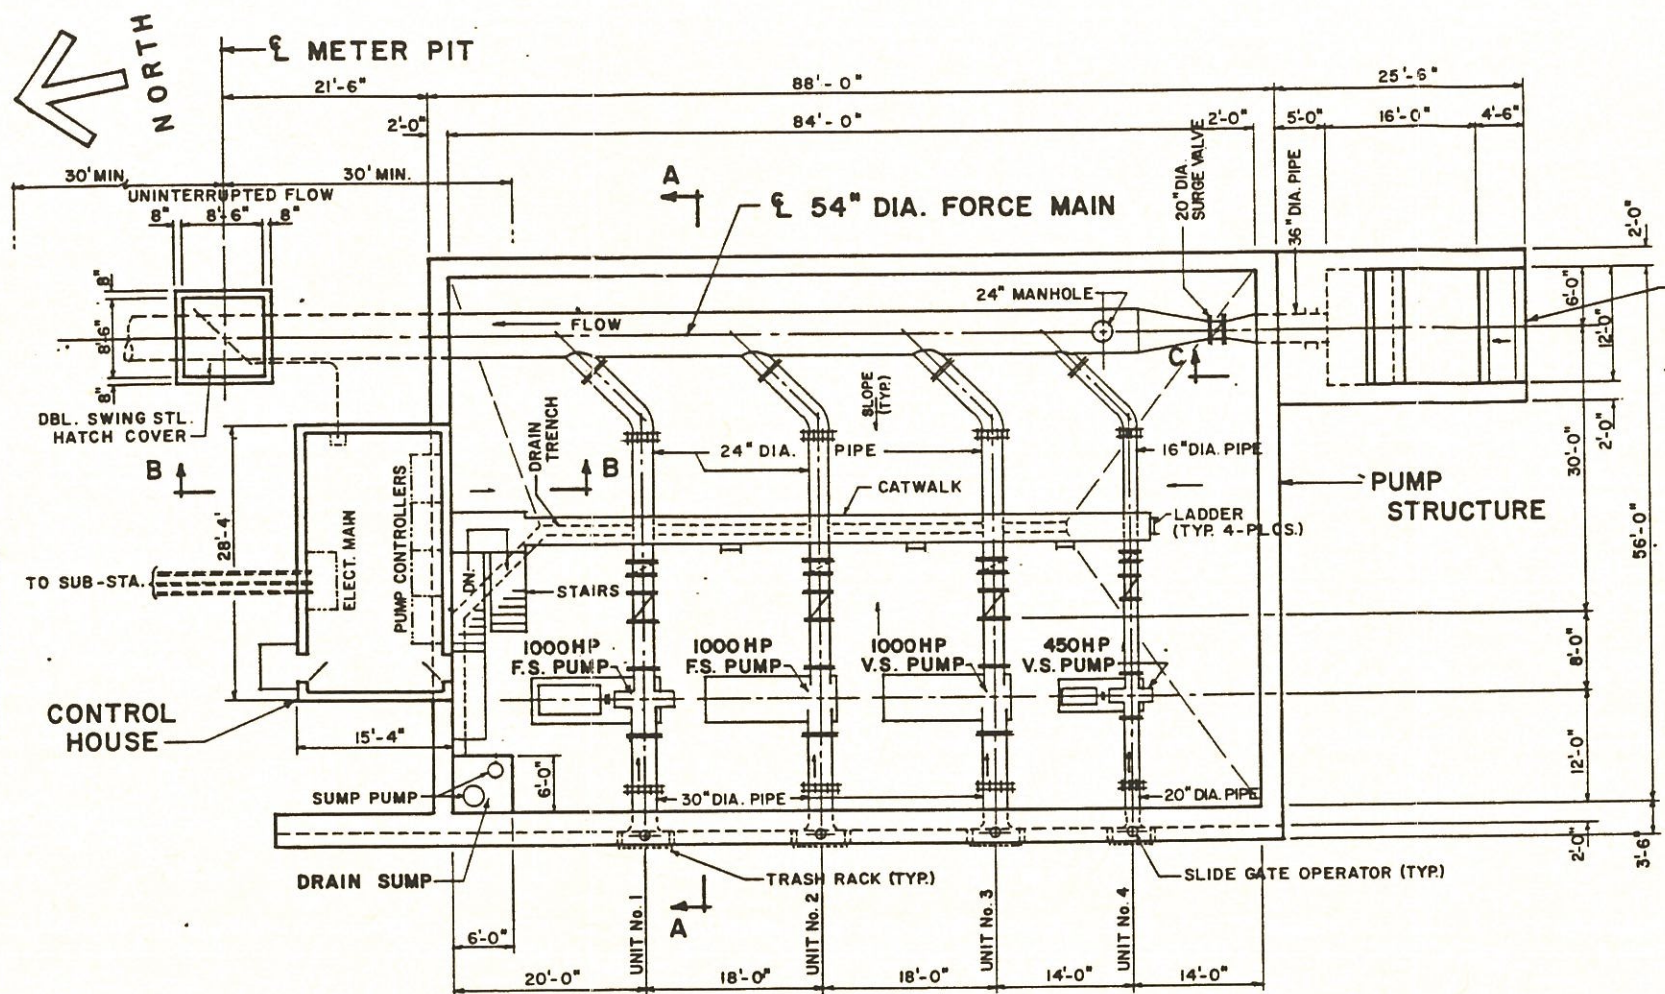 NORTH
℄ METER PIT
21'-6"
88'-0"
25'-6"
2'-0"
84'-0"
2'-0"
5'-0"
16'-0"
4'-6"
30' MIN.
30' MIN.
UNINTERRUPTED FLOW
8"
8'-6"
8"
A
℄ 54" DIA. FORCE MAIN
20" DIA.
SURGE VALVE
36" DIA. PIPE
2'-0"
8"
8'-6"
8"
FLOW
24" MANHOLE
C
6'-0"
12'-0"
2'-0"
DBL. SWING STL.
HATCH COVER
SLOPE
(TYP.)
B
B
DRAIN
TRENCH
24" DIA. PIPE
16" DIA. PIPE
30'-0"
56'-0"
CATWALK
PUMP
STRUCTURE
LADDER
(TYP. 4-PLCS.)
28'-4'
ELECT. MAIN
PUMP CONTROLLERS
TO SUB-STA.
DN.
STAIRS
1000HP
F.S. PUMP
1000HP
F.S. PUMP
1000HP
V.S. PUMP
450HP
V.S. PUMP
8'-0"
CONTROL
HOUSE
15'-4"
12'-0"
SUMP PUMP
6'-0"
30" DIA. PIPE
20" DIA. PIPE
2'-0"
3'-6"
DRAIN SUMP
TRASH RACK (TYP.)
SLIDE GATE OPERATOR (TYP.)
A
6'-0"
UNIT No. 1
UNIT No. 2
UNIT No. 3
UNIT No. 4
20'-0"
18'-0"
18'-0"
14'-0"
14'-0"